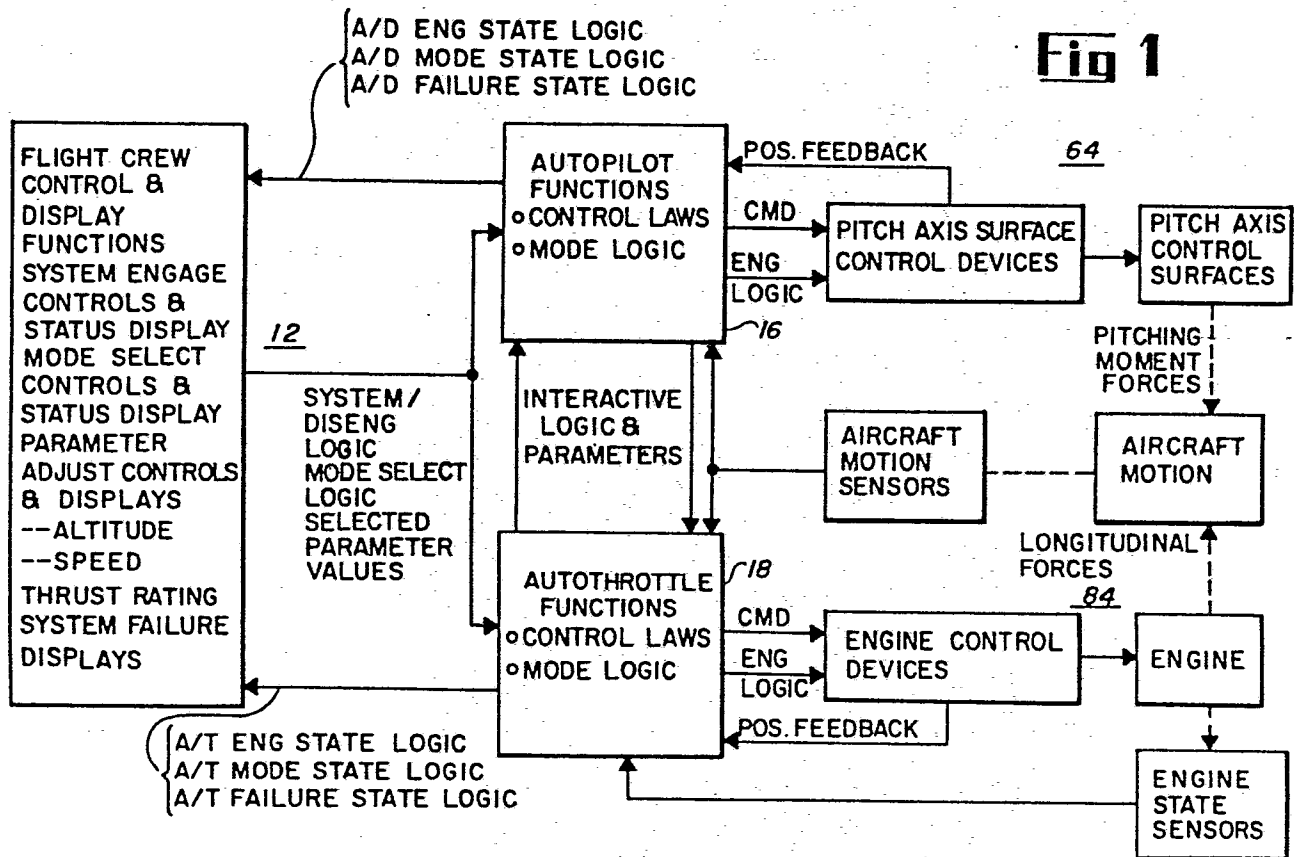 Fig 1
A/D ENG STATE LOGIC
A/D MODE STATE LOGIC
A/D FAILURE STATE LOGIC
FLIGHT CREW
CONTROL &
DISPLAY
FUNCTIONS
SYSTEM ENGAGE
CONTROLS &
STATUS DISPLAY
MODE SELECT
CONTROLS &
STATUS DISPLAY
PARAMETER
ADJUST CONTROLS
& DISPLAYS
--ALTITUDE
--SPEED
THRUST RATING
SYSTEM FAILURE
DISPLAYS
12
SYSTEM/
DISENG
LOGIC
MODE SELECT
LOGIC
SELECTED
PARAMETER
VALUES
AUTOPILOT
FUNCTIONS
o CONTROL LAWS
o MODE LOGIC
16
POS. FEEDBACK
CMD
ENG
LOGIC
64
PITCH AXIS SURFACE
CONTROL DEVICES
PITCH AXIS
CONTROL
SURFACES
PITCHING
MOMENT
FORCES
INTERACTIVE
LOGIC &
PARAMETERS
AIRCRAFT
MOTION
SENSORS
AIRCRAFT
MOTION
LONGITUDINAL
FORCES
84
18
AUTOTHROTTLE
FUNCTIONS
o CONTROL LAWS
o MODE LOGIC
CMD
ENG
LOGIC
POS. FEEDBACK
ENGINE CONTROL
DEVICES
ENGINE
ENGINE
STATE
SENSORS
A/T ENG STATE LOGIC
A/T MODE STATE LOGIC
A/T FAILURE STATE LOGIC